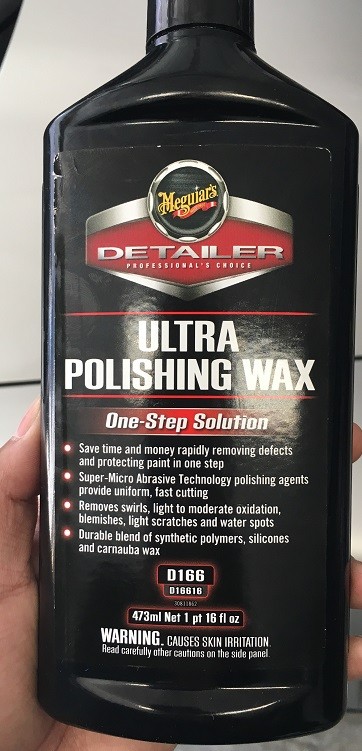 Meguiar's
DETAILER
PROFESSIONAL'S CHOICE
ULTRA
POLISHING WAX
One-Step Solution
Save time and money rapidly removing defects
and protecting paint in one step
Super-Micro Abrasive Technology polishing agents
provide uniform, fast cutting
Removes swirls, light to moderate oxidation,
blemishes, light scratches and water spots
Durable blend of synthetic polymers, silicones
and carnauba wax
D166
D16616
473ml Net 1 pt 16 fl oz
WARNING. CAUSES SKIN IRRITATION.
Read carefully other cautions on the side panel.